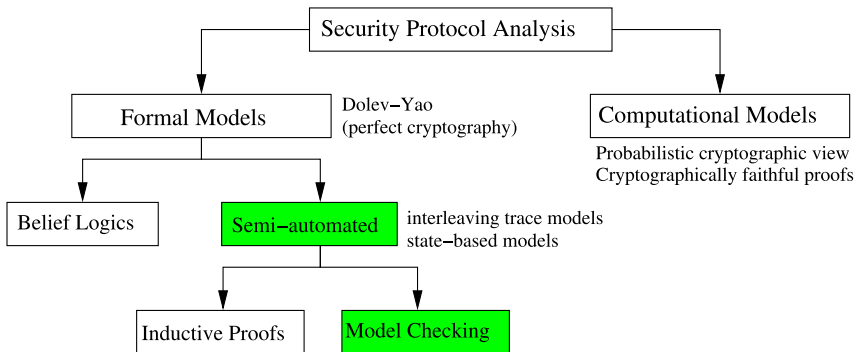 Security Protocol Analysis
Formal Models
Dolev−Yao
(perfect cryptography)
Computational Models
Probabilistic cryptographic view
Cryptographically faithful proofs
Belief Logics
Semi−automated
interleaving trace models
state−based models
Inductive Proofs
Model Checking